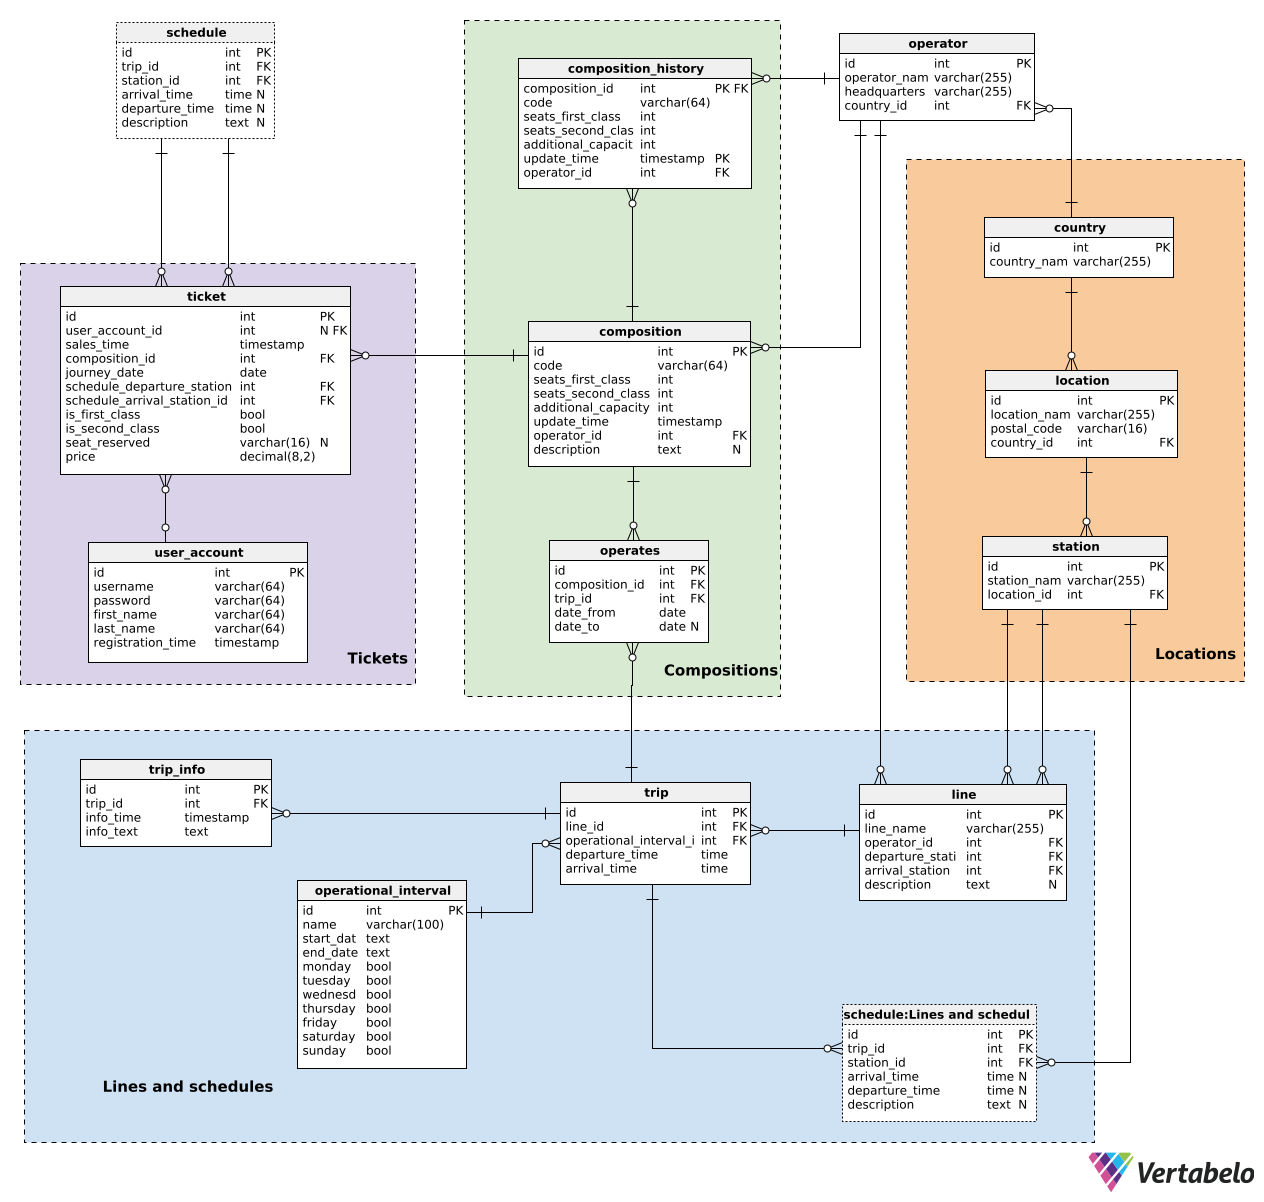 schedule
id int PK
trip_id int FK
station_id int FK
arrival_time time N
departure_time time N
description text N
composition_history
composition_id int PK FK
code varchar(64)
seats_first_class int
seats_second_clas int
additional_capacit int
update_time timestamp PK
operator_id int FK
operator
id int PK
operator_nam varchar(255)
headquarters varchar(255)
country_id int FK
country
id int PK
country_nam varchar(255)
ticket
id int PK
user_account_id int N FK
sales_time timestamp
composition_id int FK
journey_date date
schedule_departure_station int FK
schedule_arrival_station_id int FK
is_first_class bool
is_second_class bool
seat_reserved varchar(16) N
price decimal(8,2)
composition
id int PK
code varchar(64)
seats_first_class int
seats_second_class int
additional_capacity int
update_time timestamp
operator_id int FK
description text N
location
id int PK
location_nam varchar(255)
postal_code varchar(16)
country_id int FK
user_account
id int PK
username varchar(64)
password varchar(64)
first_name varchar(64)
last_name varchar(64)
registration_time timestamp
Tickets
operates
id int PK
composition_id int FK
trip_id int FK
date_from date
date_to date N
Compositions
station
id int PK
station_nam varchar(255)
location_id int FK
Locations
trip_info
id int PK
trip_id int FK
info_time timestamp
info_text text
trip
id int PK
line_id int FK
operational_interval_i int FK
departure_time time
arrival_time time
line
id int PK
line_name varchar(255)
operator_id int FK
departure_stati int FK
arrival_station int FK
description text N
operational_interval
id int PK
name varchar(100)
start_dat text
end_date text
monday bool
tuesday bool
wednesd bool
thursday bool
friday bool
saturday bool
sunday bool
schedule:Lines and schedul
id int PK
trip_id int FK
station_id int FK
arrival_time time N
departure_time time N
description text N
Lines and schedules
Vertabelo